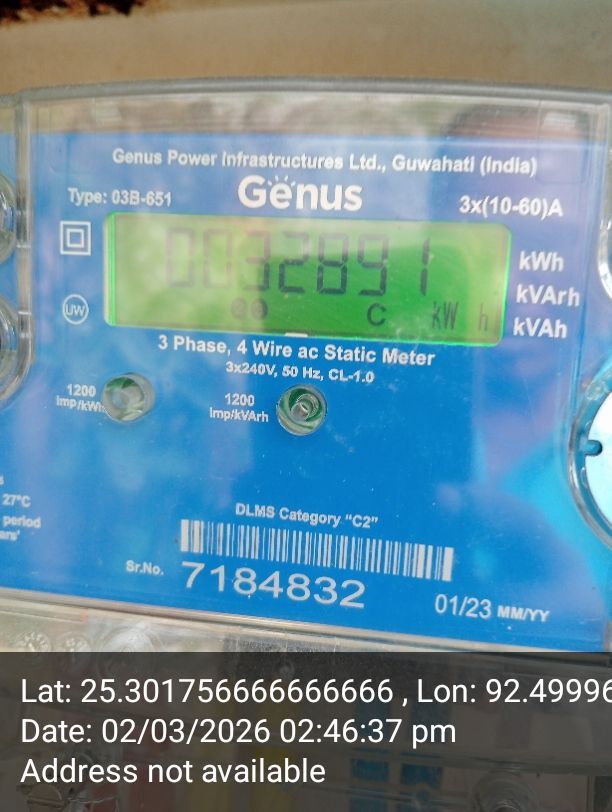 Genus Power Infrastructures Ltd., Guwahati (India)
Type: 03B-651
Genus
3x(10-60)A
0032891
C kW h
kWh
kVArh
kVAh
UW
3 Phase, 4 Wire ac Static Meter
3x240V, 50 Hz, CL-1.0
1200
Imp/kWh
1200
Imp/kVArh
27°C
period
DLMS Category "C2"
Sr.No. 7184832
01/23 MM/YY
Lat: 25.301756666666666 , Lon: 92.49996
Date: 02/03/2026 02:46:37 pm
Address not available